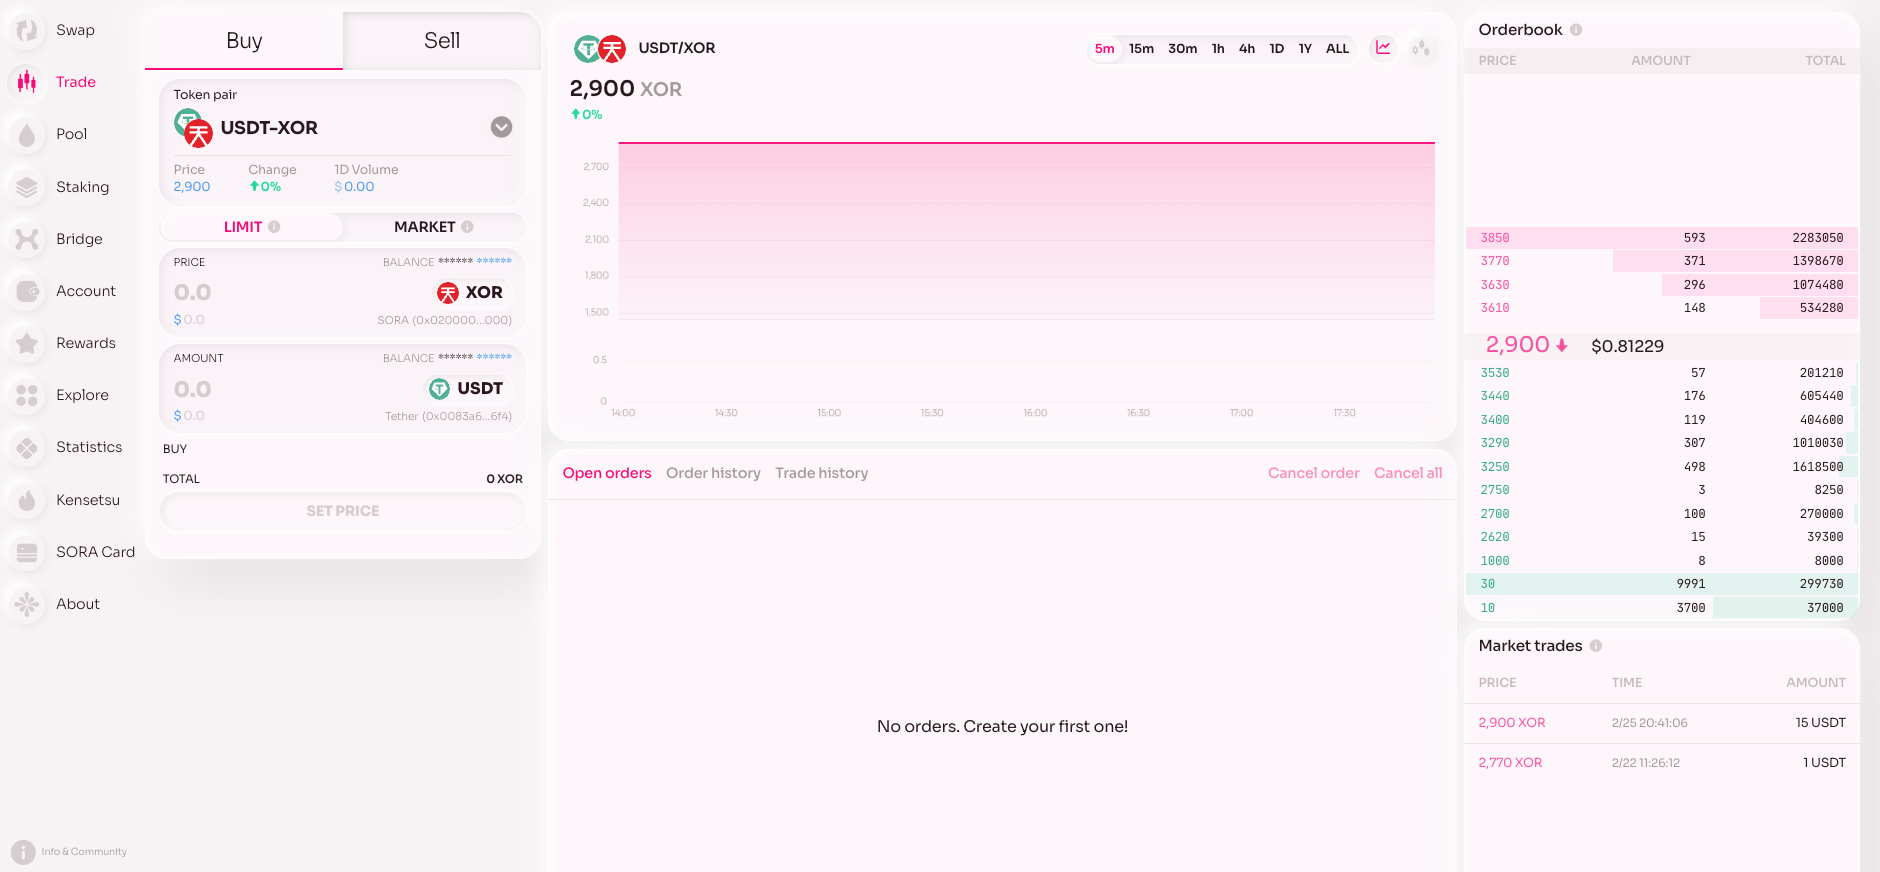 Swap
Trade
Pool
Staking
Bridge
Account
Rewards
Explore
Statistics
Kensetsu
SORA Card
About
Info & Community
Buy
Sell
Token pair
USDT-XOR
Price
Change
1D Volume
2,900
0%
$0.00
LIMIT
MARKET
PRICE
BALANCE ****** ******
0.0
XOR
$0.0
SORA (0x020000...000)
AMOUNT
BALANCE ****** ******
0.0
USDT
$0.0
Tether (0x0083a6...6f4)
BUY
TOTAL
0 XOR
SET PRICE
USDT/XOR
5m 15m 30m 1h 4h 1D 1Y ALL
2,900 XOR
0%
2,700
2,400
2,100
1,800
1,500
0.5
0
14:00 14:30 15:00 15:30 16:00 16:30 17:00 17:30
Open orders Order history Trade history
Cancel order Cancel all
No orders. Create your first one!
Orderbook
PRICE AMOUNT TOTAL
3850 593 2283050
3770 371 1398670
3630 296 1074480
3610 148 534280
2,900 $0.81229
3530 57 201210
3440 176 605440
3400 119 404600
3290 307 1010030
3250 498 1618500
2750 3 8250
2700 100 270000
2620 15 39300
1000 8 8000
30 9991 299730
10 3700 37000
Market trades
PRICE TIME AMOUNT
2,900 XOR 2/25 20:41:06 15 USDT
2,770 XOR 2/22 11:26:12 1 USDT